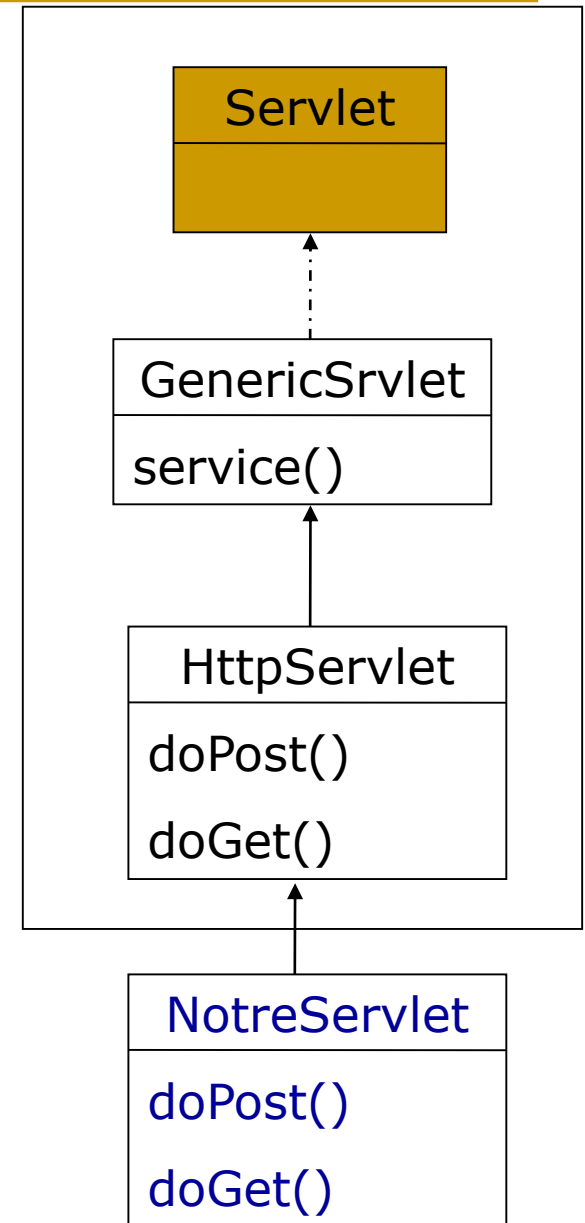 Servlet
GenericSrvlet
service()
HttpServlet
doPost()
doGet()
NotreServlet
doPost()
doGet()